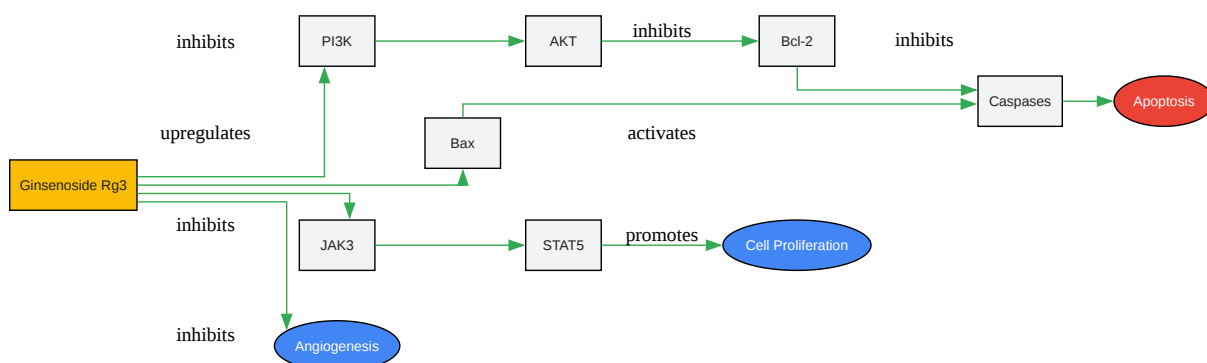 inhibits
PI3K
AKT
inhibits
Bcl-2
inhibits
Caspases
Apoptosis
upregulates
Bax
activates
Ginsenoside Rg3
inhibits
JAK3
STAT5
promotes
Cell Proliferation
inhibits
Angiogenesis